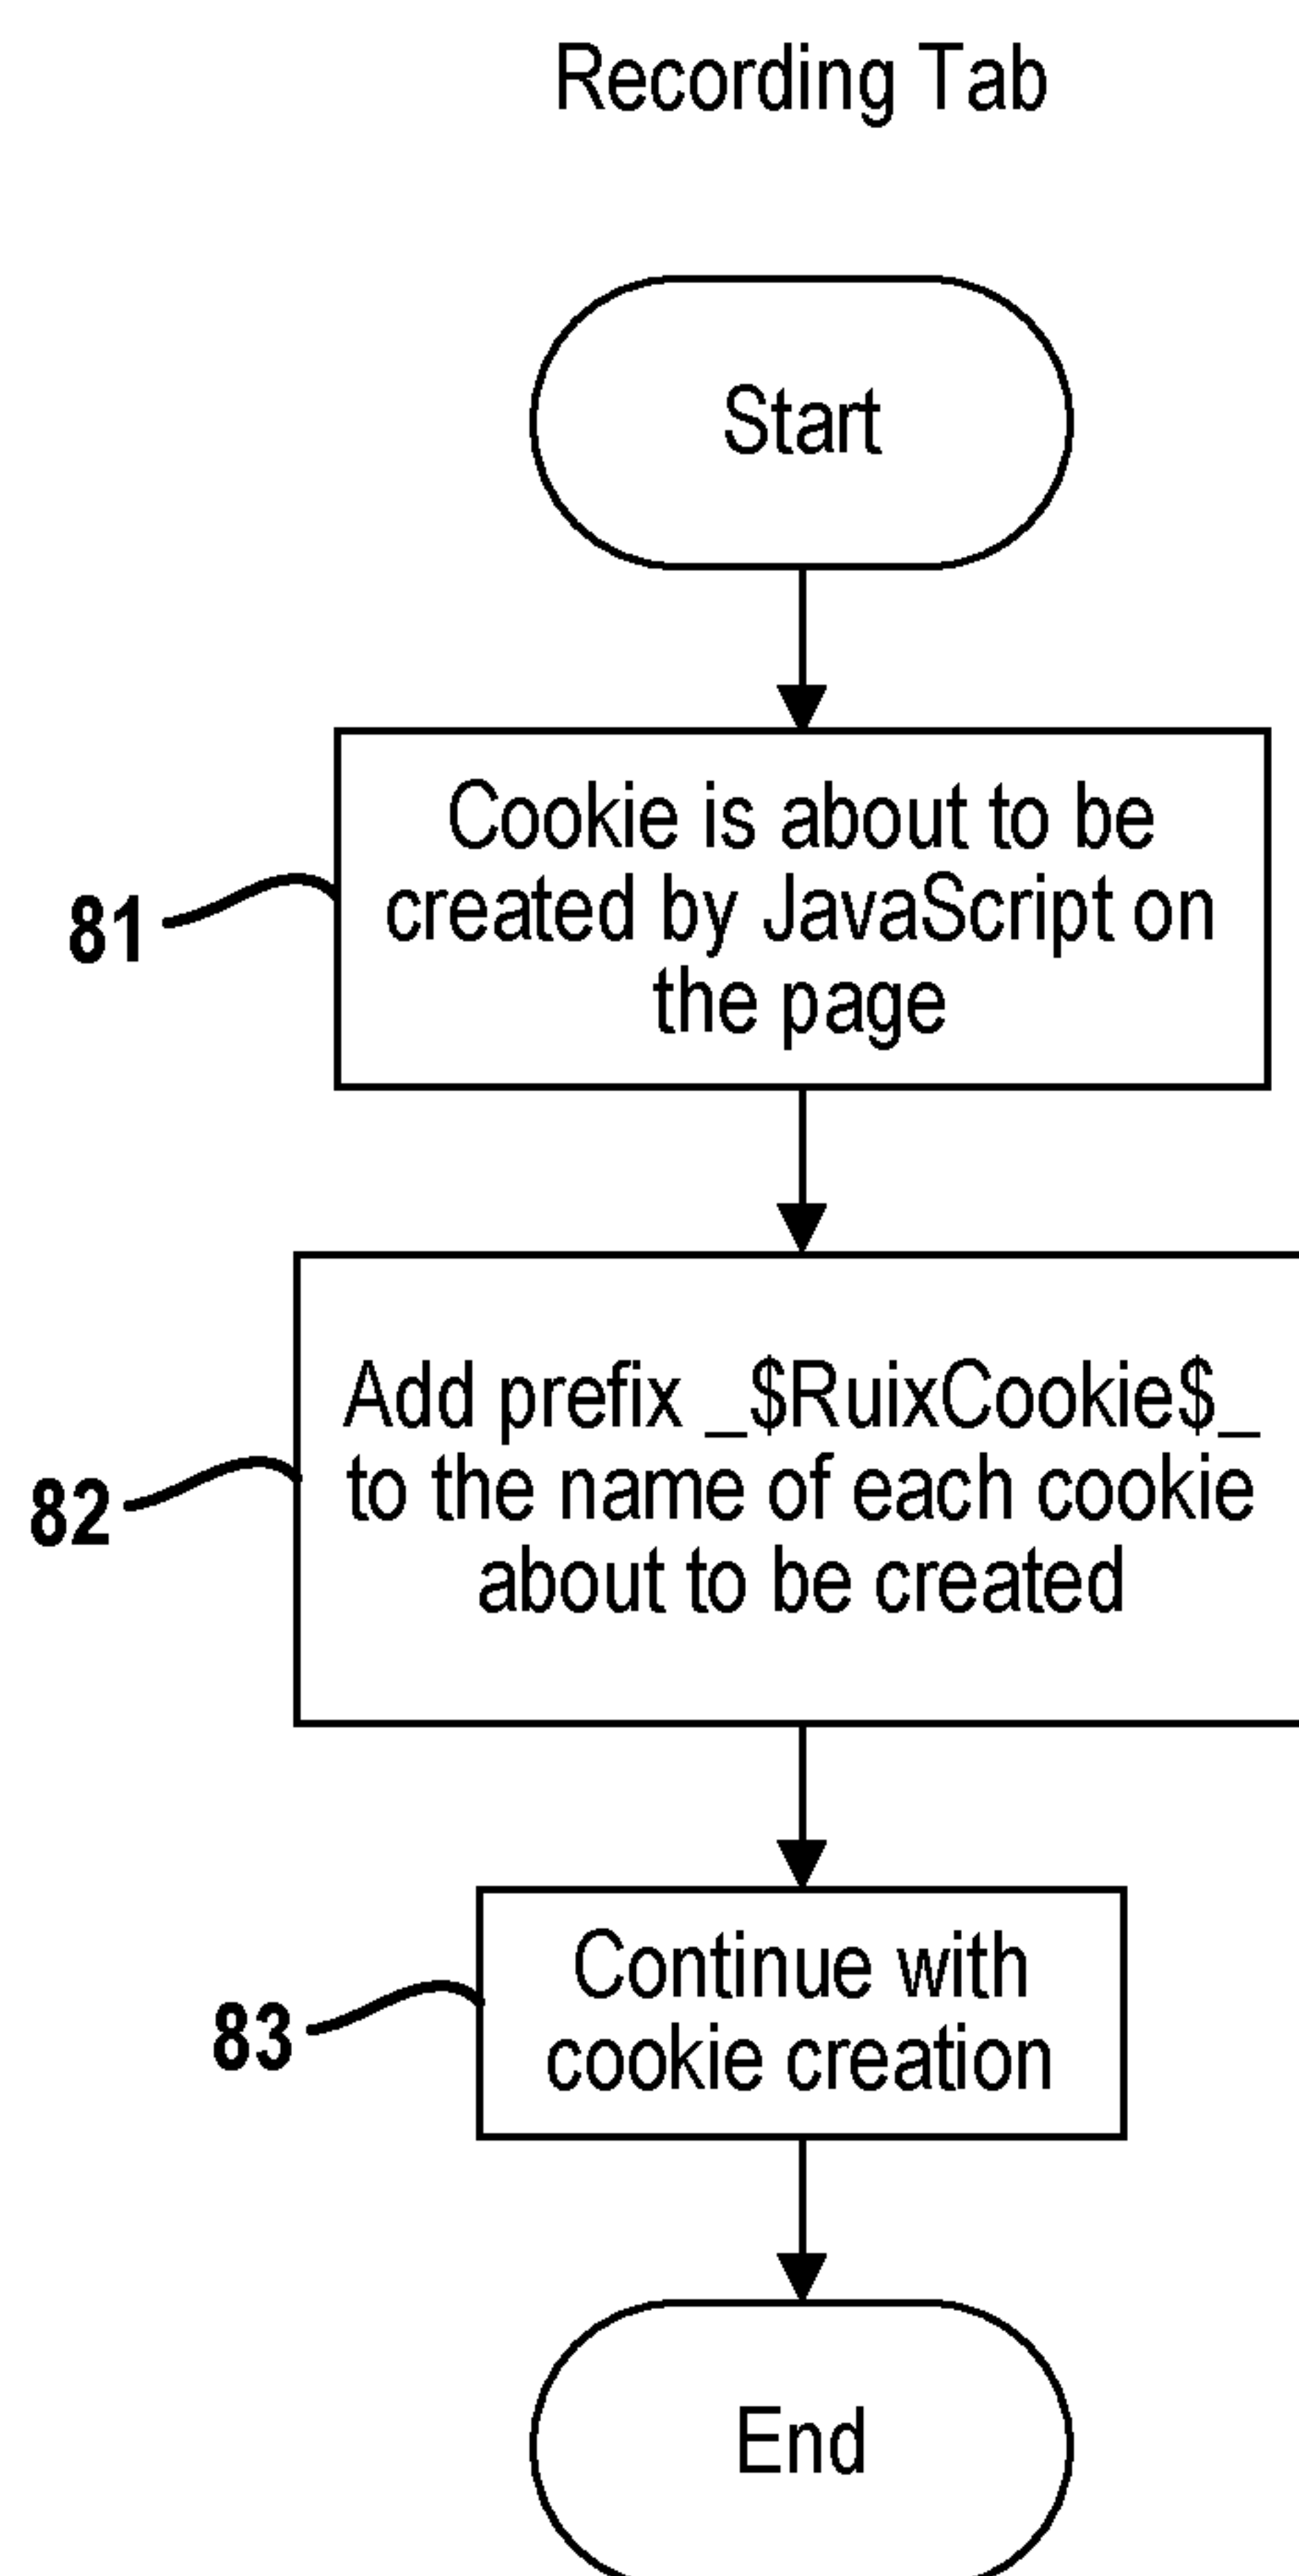 Recording Tab
Start
Cookie is about to be
created by JavaScript on
the page
81
Add prefix _$RuixCookie$_
to the name of each cookie
about to be created
82
Continue with
cookie creation
83
End